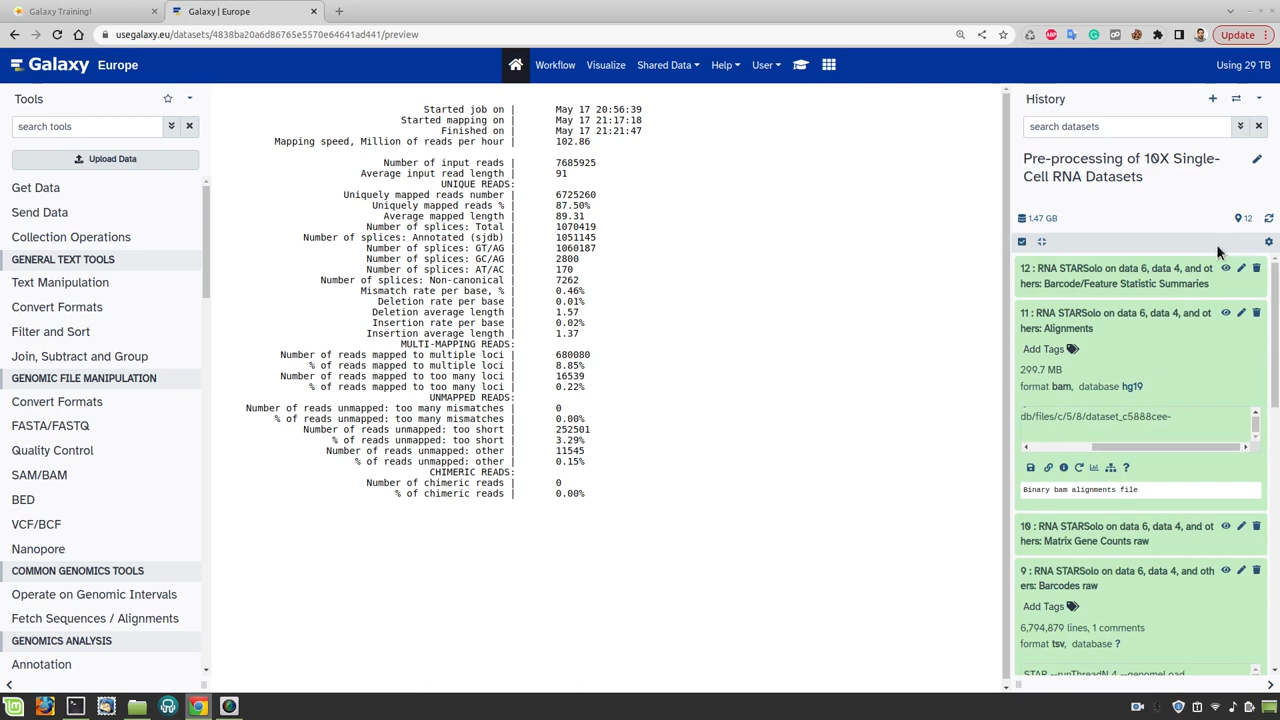 Galaxy Training!
Galaxy | Europe
usegalaxy.eu/datasets/4838ba20a6d86765e5570e64641ad441/preview
Update
Galaxy Europe
Workflow Visualize Shared Data Help User
Using 29 TB
Tools
search tools
Upload Data
Get Data
Send Data
Collection Operations
GENERAL TEXT TOOLS
Text Manipulation
Convert Formats
Filter and Sort
Join, Subtract and Group
GENOMIC FILE MANIPULATION
Convert Formats
FASTA/FASTQ
Quality Control
SAM/BAM
BED
VCF/BCF
Nanopore
COMMON GENOMICS TOOLS
Operate on Genomic Intervals
Fetch Sequences / Alignments
GENOMICS ANALYSIS
Annotation
Started job on | May 17 20:56:39
Started mapping on | May 17 21:17:18
Finished on | May 17 21:21:47
Mapping speed, Million of reads per hour | 102.86
Number of input reads | 7685925
Average input read length | 91
UNIQUE READS:
Uniquely mapped reads number | 6725260
Uniquely mapped reads % | 87.50%
Average mapped length | 89.31
Number of splices: Total | 1070419
Number of splices: Annotated (sjdb) | 1051145
Number of splices: GT/AG | 1060187
Number of splices: GC/AG | 2800
Number of splices: AT/AC | 170
Number of splices: Non-canonical | 7262
Mismatch rate per base, % | 0.46%
Deletion rate per base | 0.01%
Deletion average length | 1.57
Insertion rate per base | 0.02%
Insertion average length | 1.37
MULTI-MAPPING READS:
Number of reads mapped to multiple loci | 680080
% of reads mapped to multiple loci | 8.85%
Number of reads mapped to too many loci | 16539
% of reads mapped to too many loci | 0.22%
UNMAPPED READS:
Number of reads unmapped: too many mismatches | 0
% of reads unmapped: too many mismatches | 0.00%
Number of reads unmapped: too short | 252501
% of reads unmapped: too short | 3.29%
Number of reads unmapped: other | 11545
% of reads unmapped: other | 0.15%
CHIMERIC READS:
Number of chimeric reads | 0
% of chimeric reads | 0.00%
History
search datasets
Pre-processing of 10X Single-
Cell RNA Datasets
1.47 GB
12
12 : RNA STARSolo on data 6, data 4, and ot
hers: Barcode/Feature Statistic Summaries
11 : RNA STARSolo on data 6, data 4, and ot
hers: Alignments
Add Tags
299.7 MB
format bam, database hg19
db/files/c/5/8/dataset_c5888cee-
Binary bam alignments file
10 : RNA STARSolo on data 6, data 4, and ot
hers: Matrix Gene Counts raw
9 : RNA STARSolo on data 6, data 4, and oth
ers: Barcodes raw
Add Tags
6,794,879 lines, 1 comments
format tsv, database ?
STAR --runThreadN 4 --genomeLoad